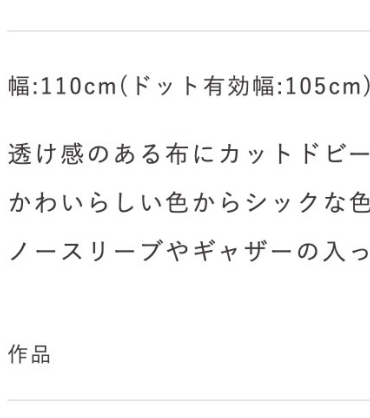 幅:110cm(ドット有効幅:105cm)
透け感のある布にカットドビー
かわいらしい色からシックな色
ノースリーブやギャザーの入っ
作品